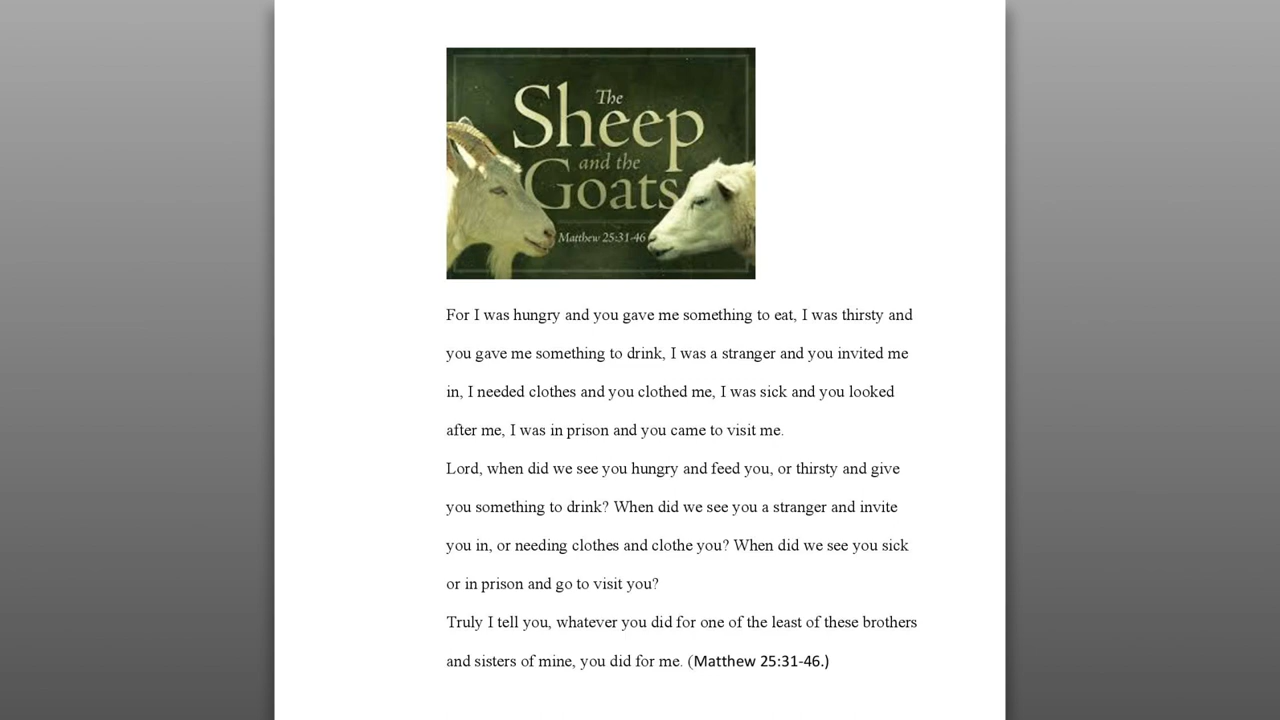 The
Sheep
and the
Goats
Matthew 25:31-46
For I was hungry and you gave me something to eat, I was thirsty and
you gave me something to drink, I was a stranger and you invited me
in, I needed clothes and you clothed me, I was sick and you looked
after me, I was in prison and you came to visit me.
Lord, when did we see you hungry and feed you, or thirsty and give
you something to drink? When did we see you a stranger and invite
you in, or needing clothes and clothe you? When did we see you sick
or in prison and go to visit you?
Truly I tell you, whatever you did for one of the least of these brothers
and sisters of mine, you did for me. (Matthew 25:31-46.)